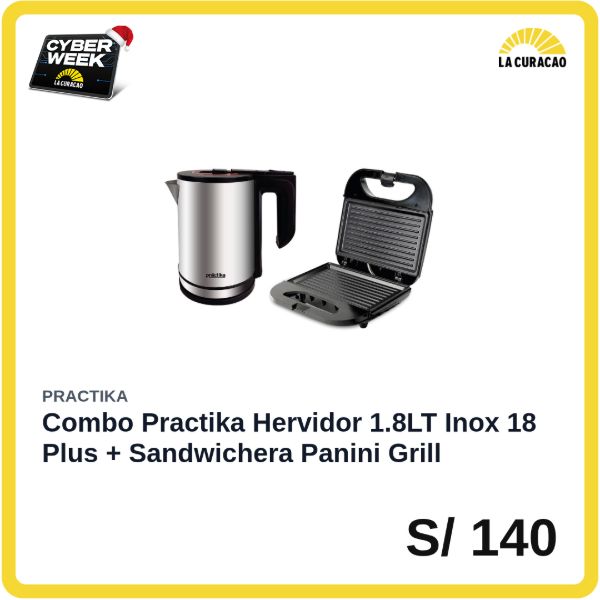 CYBER
WEEK
LA CURACAO
LA CURACAO
práctika
PRACTIKA
Combo Practika Hervidor 1.8LT Inox 18
Plus + Sandwichera Panini Grill
S/ 140